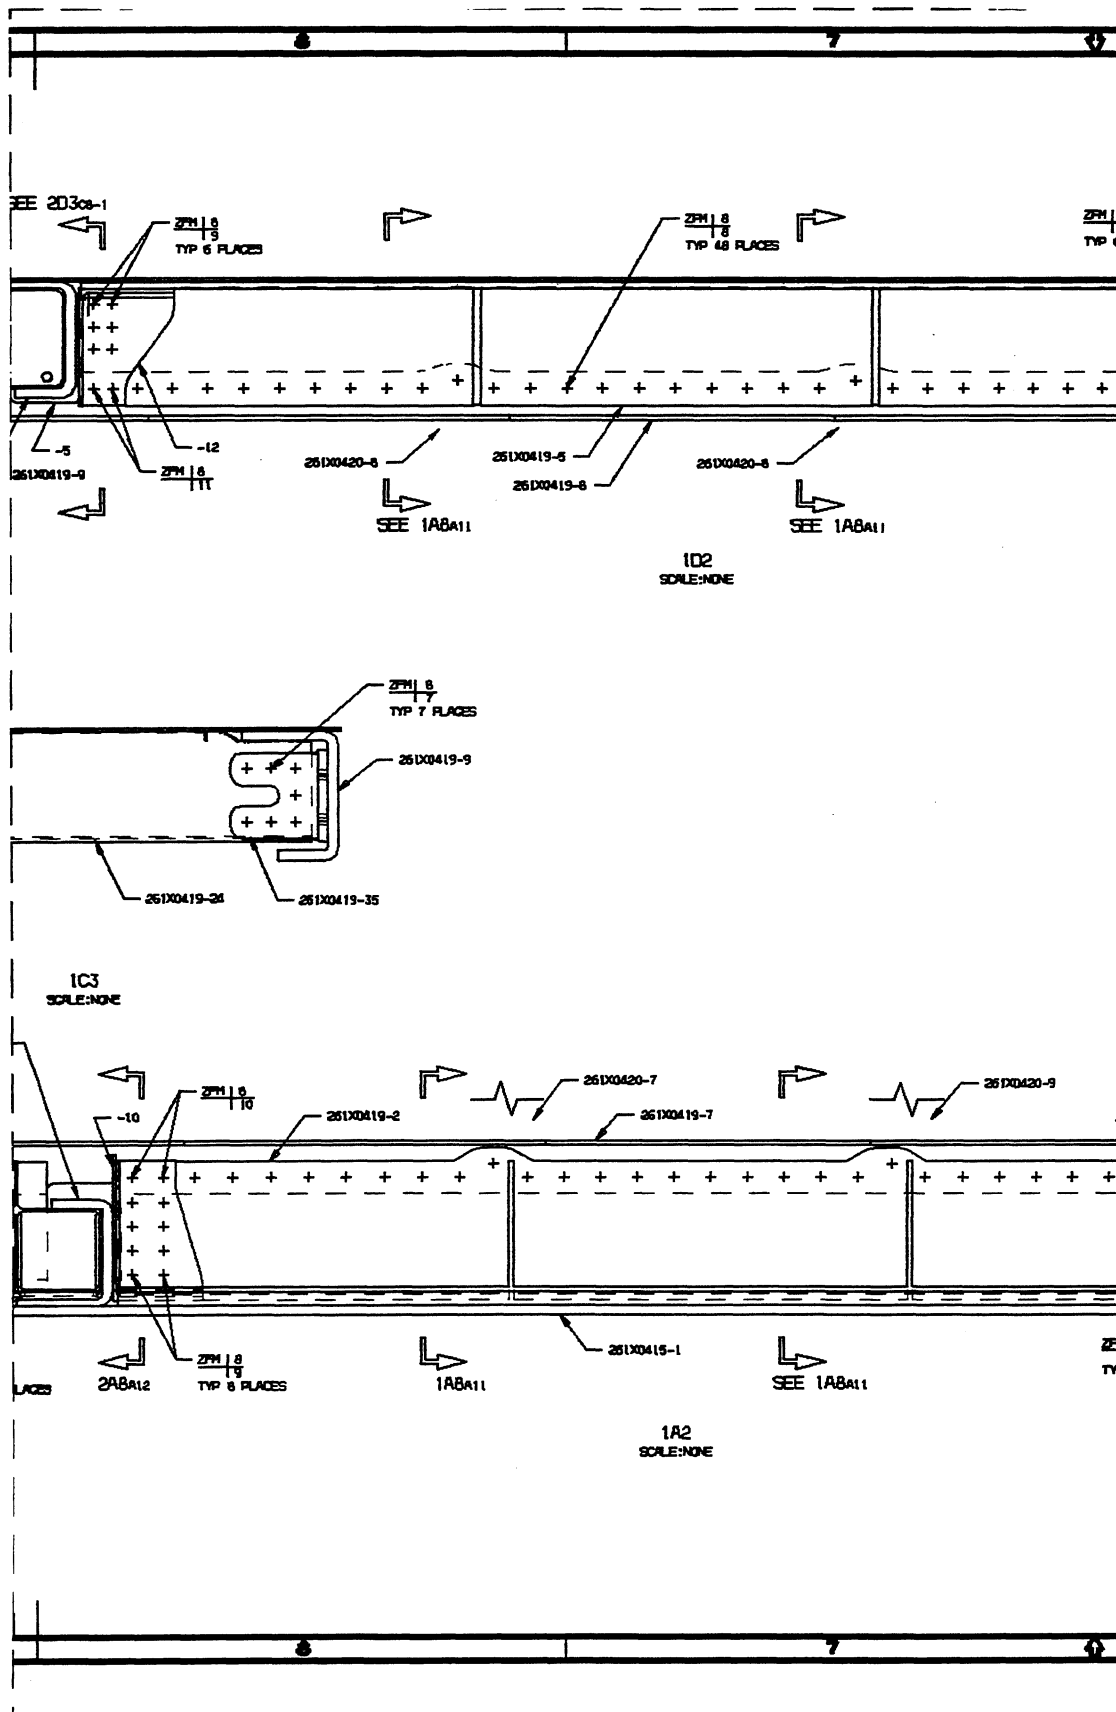 8 7
SEE 2D3C8-1
ZFM 8
9
TYP 6 PLACES
ZFM 8
8
TYP 48 PLACES
ZFM
TYP
-5
261X0419-9
-12
ZFM 8
11
261X0420-8
261X0419-5
261X0419-8
261X0420-8
SEE 1A8A11
SEE 1A8A11
1D2
SCALE:NONE
ZFM 8
7
TYP 7 PLACES
261X0419-9
261X0419-24
261X0419-35
1C3
SCALE:NONE
-10
ZFM 8
10
261X0419-2
261X0420-7
261X0419-7
261X0420-9
261X0415-1
LACES
2A8A12
ZFM 8
9
TYP 8 PLACES
1A8A11
SEE 1A8A11
1A2
SCALE:NONE
8 7